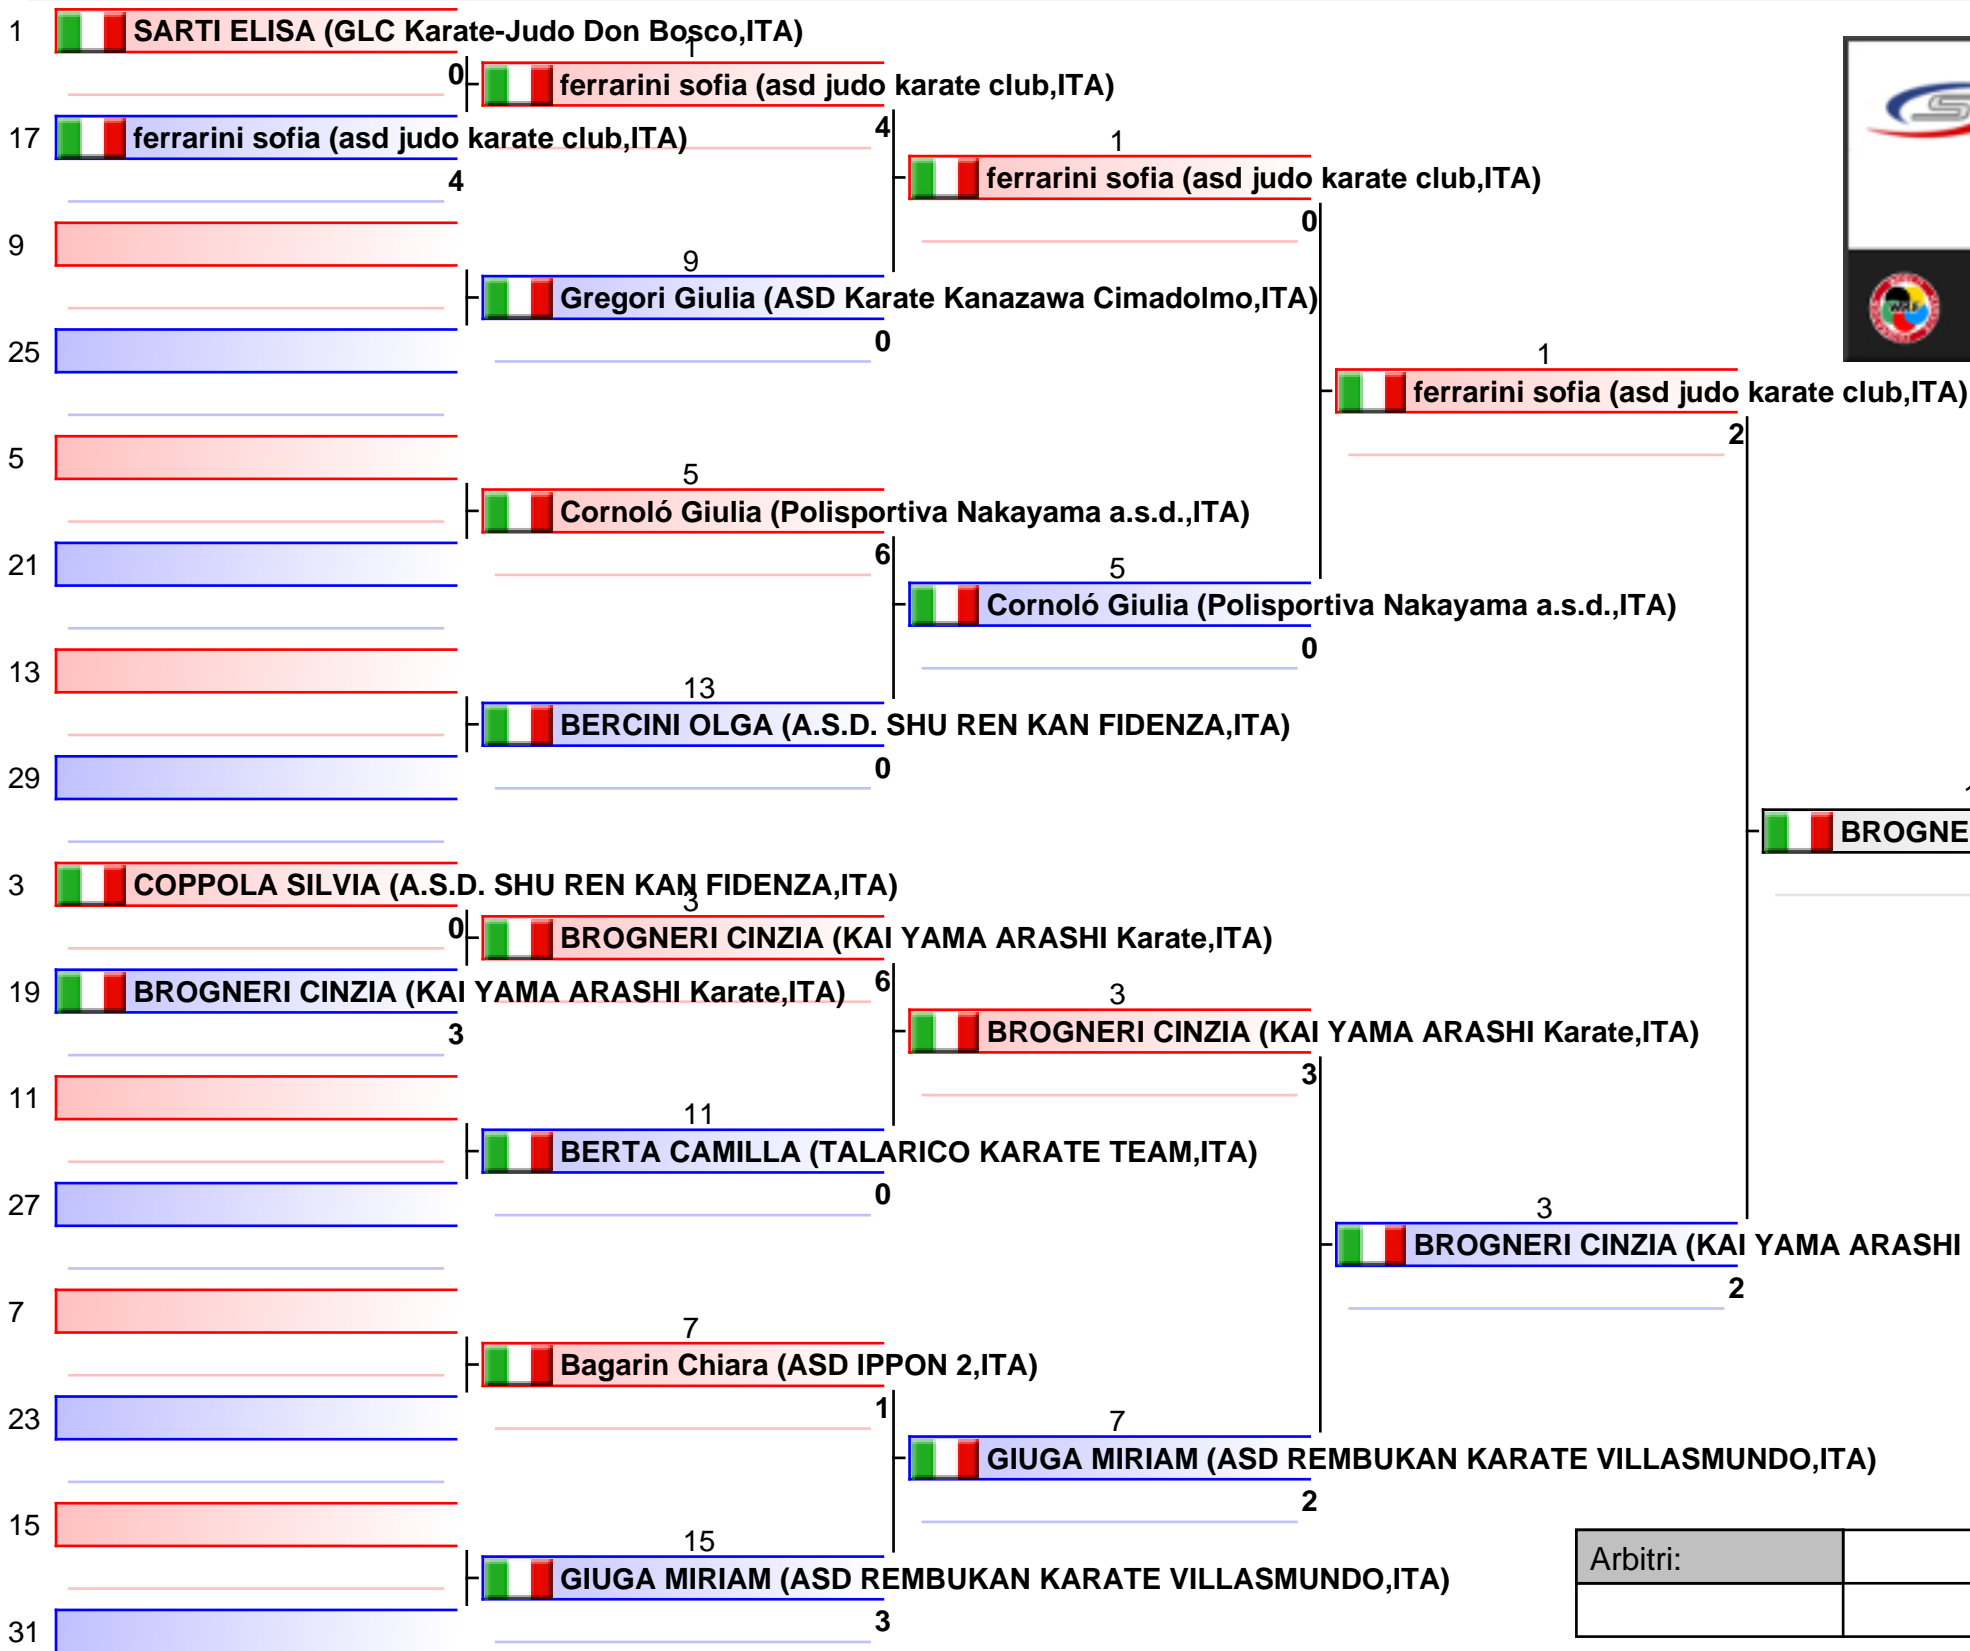 1 SARTI ELISA (GLC Karate-Judo Don Bosco,ITA)
0
1
ferrarini sofia (asd judo karate club,ITA)
17 ferrarini sofia (asd judo karate club,ITA)
4
4
1
ferrarini sofia (asd judo karate club,ITA)
0
9
9
Gregori Giulia (ASD Karate Kanazawa Cimadolmo,ITA)
0
25
1
ferrarini sofia (asd judo karate club,ITA)
2
5
5
Cornoló Giulia (Polisportiva Nakayama a.s.d.,ITA)
6
21
5
Cornoló Giulia (Polisportiva Nakayama a.s.d.,ITA)
0
13
13
BERCINI OLGA (A.S.D. SHU REN KAN FIDENZA,ITA)
0
29
BROGNE
3 COPPOLA SILVIA (A.S.D. SHU REN KAN FIDENZA,ITA)
0
3
BROGNERI CINZIA (KAI YAMA ARASHI Karate,ITA)
19 BROGNERI CINZIA (KAI YAMA ARASHI Karate,ITA)
3
6
3
BROGNERI CINZIA (KAI YAMA ARASHI Karate,ITA)
3
11
11
BERTA CAMILLA (TALARICO KARATE TEAM,ITA)
0
27
3
BROGNERI CINZIA (KAI YAMA ARASHI
2
7
7
Bagarin Chiara (ASD IPPON 2,ITA)
1
23
7
GIUGA MIRIAM (ASD REMBUKAN KARATE VILLASMUNDO,ITA)
2
15
15
GIUGA MIRIAM (ASD REMBUKAN KARATE VILLASMUNDO,ITA)
3
31
Arbitri: